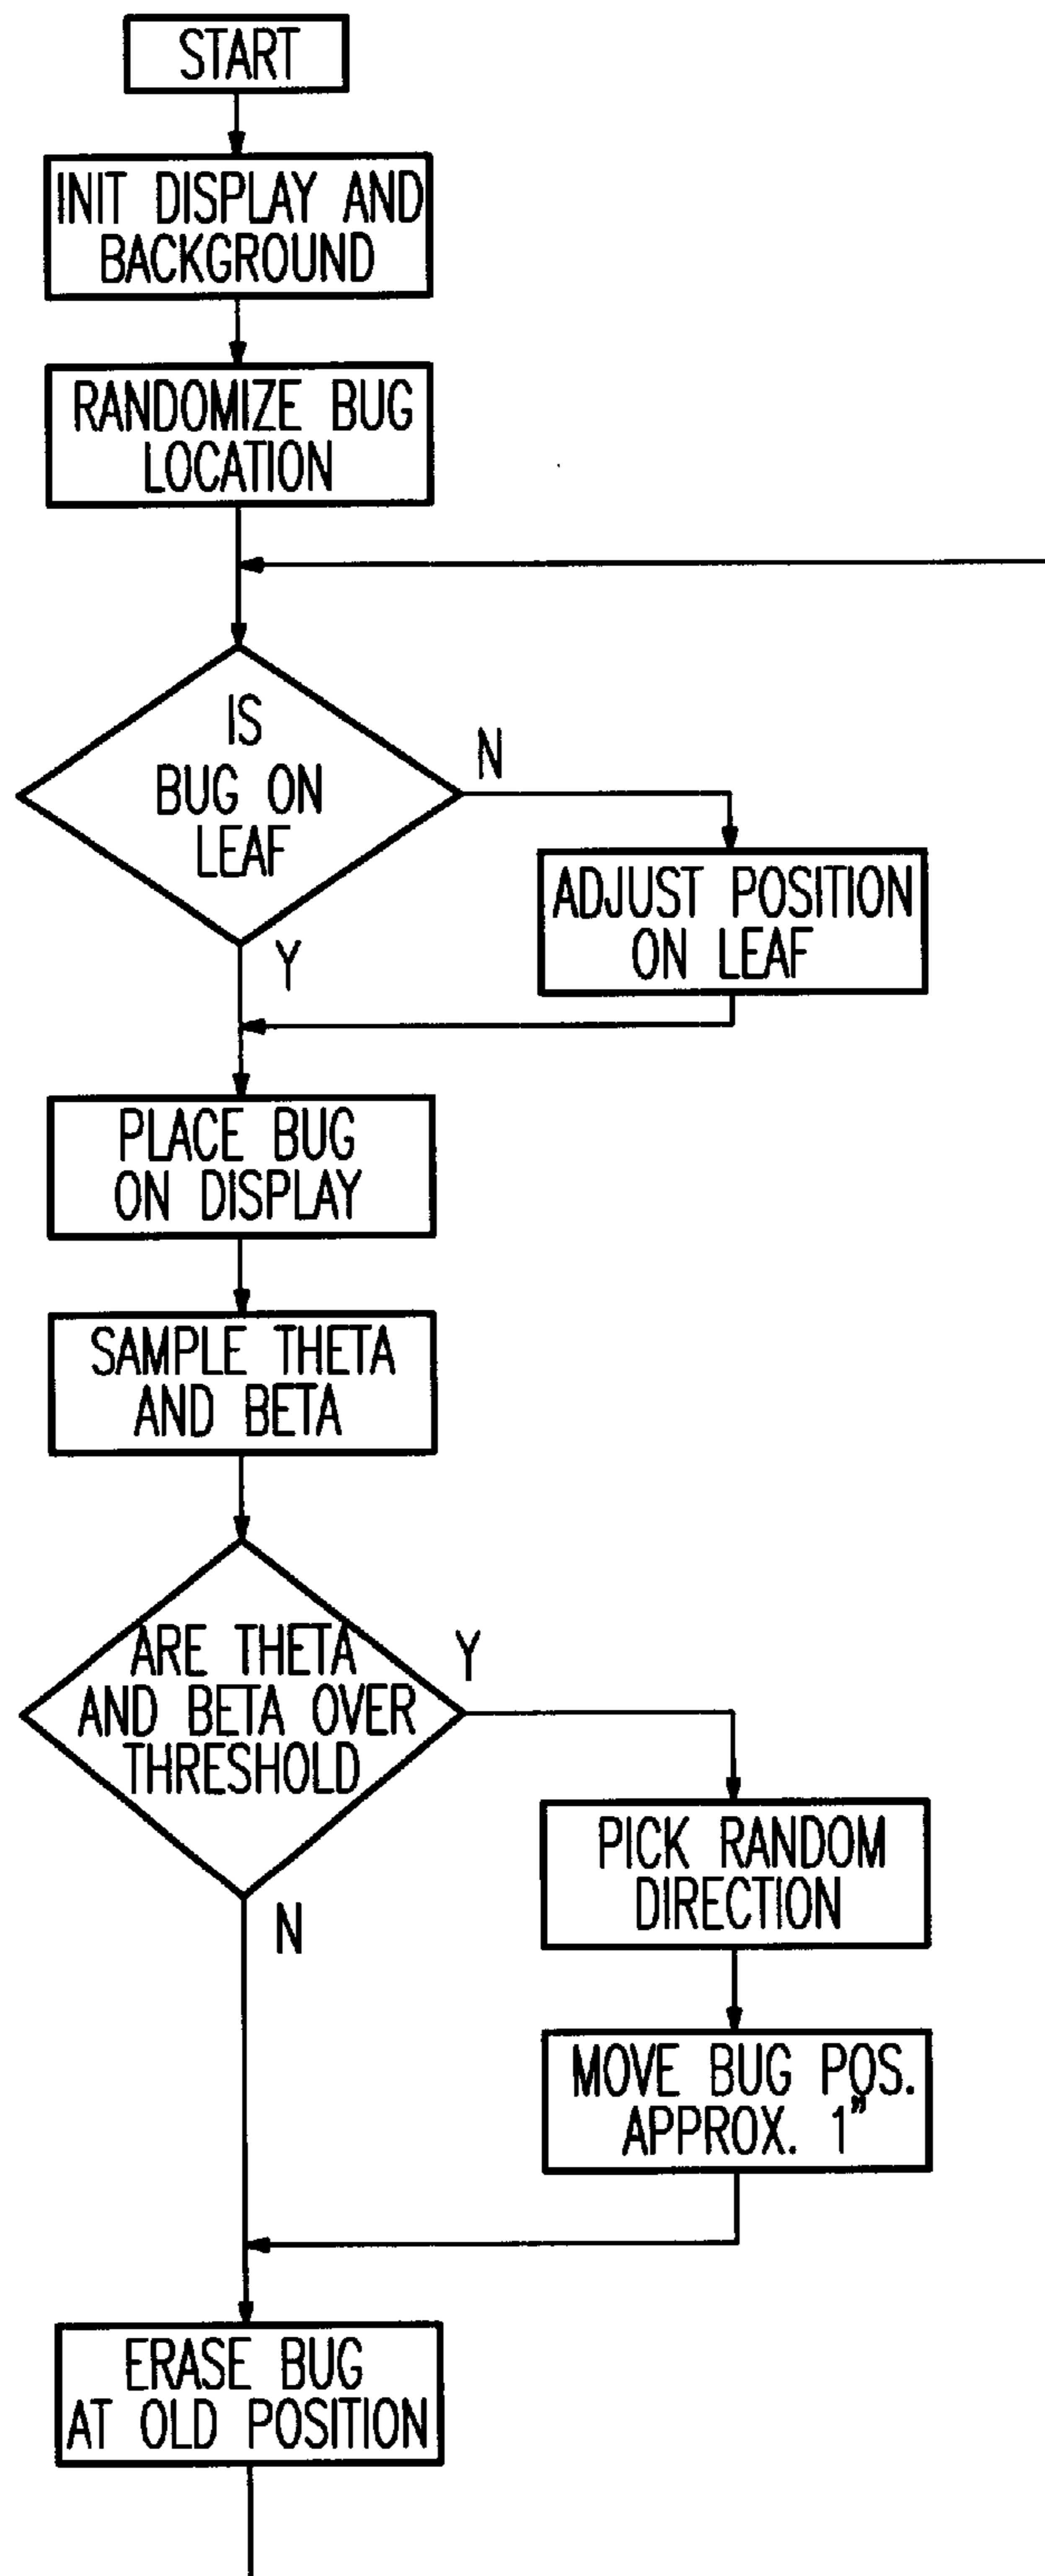 START
INIT DISPLAY AND
BACKGROUND
RANDOMIZE BUG
LOCATION
IS
BUG ON
LEAF
N
ADJUST POSITION
ON LEAF
Y
PLACE BUG
ON DISPLAY
SAMPLE THETA
AND BETA
ARE THETA
AND BETA OVER
THRESHOLD
Y
PICK RANDOM
DIRECTION
N
MOVE BUG POS.
APPROX. 1"
ERASE BUG
AT OLD POSITION